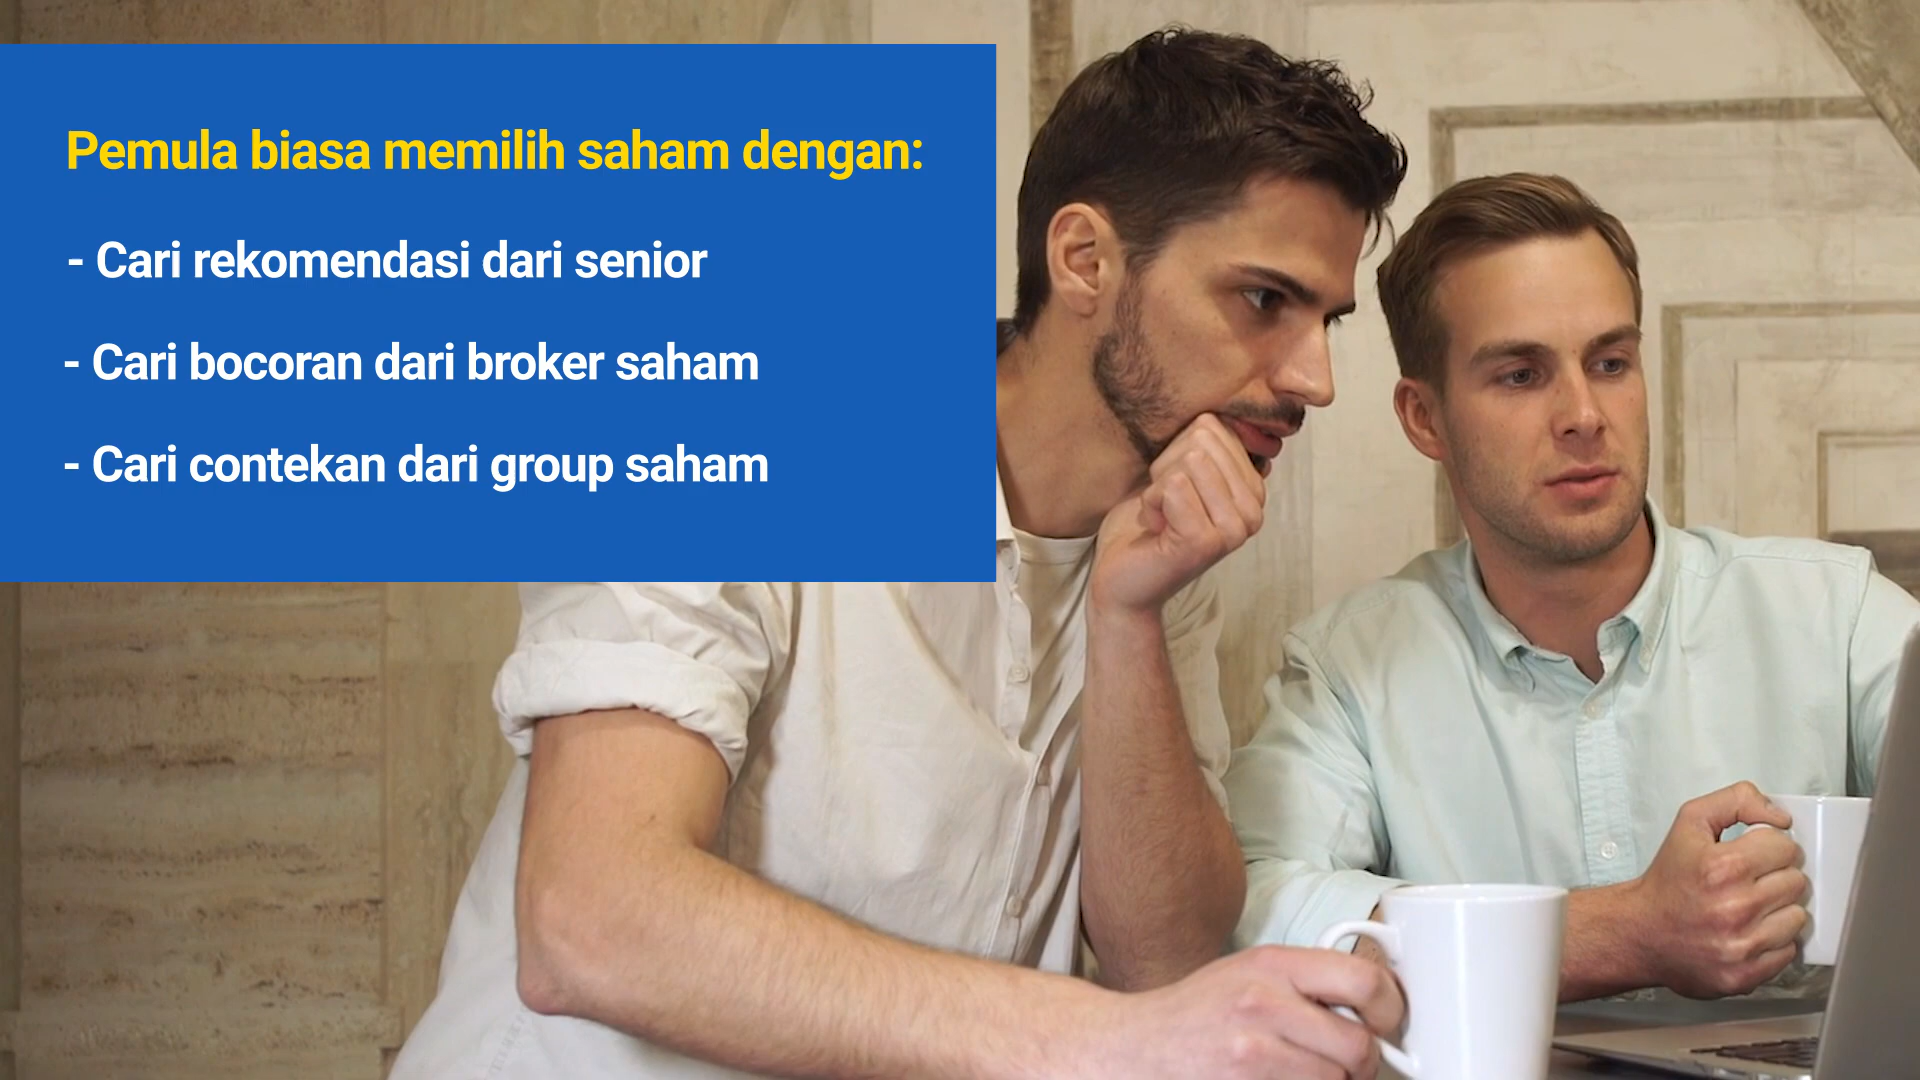 Pemula biasa memilih saham dengan:
- Cari rekomendasi dari senior
- Cari bocoran dari broker saham
- Cari contekan dari group saham